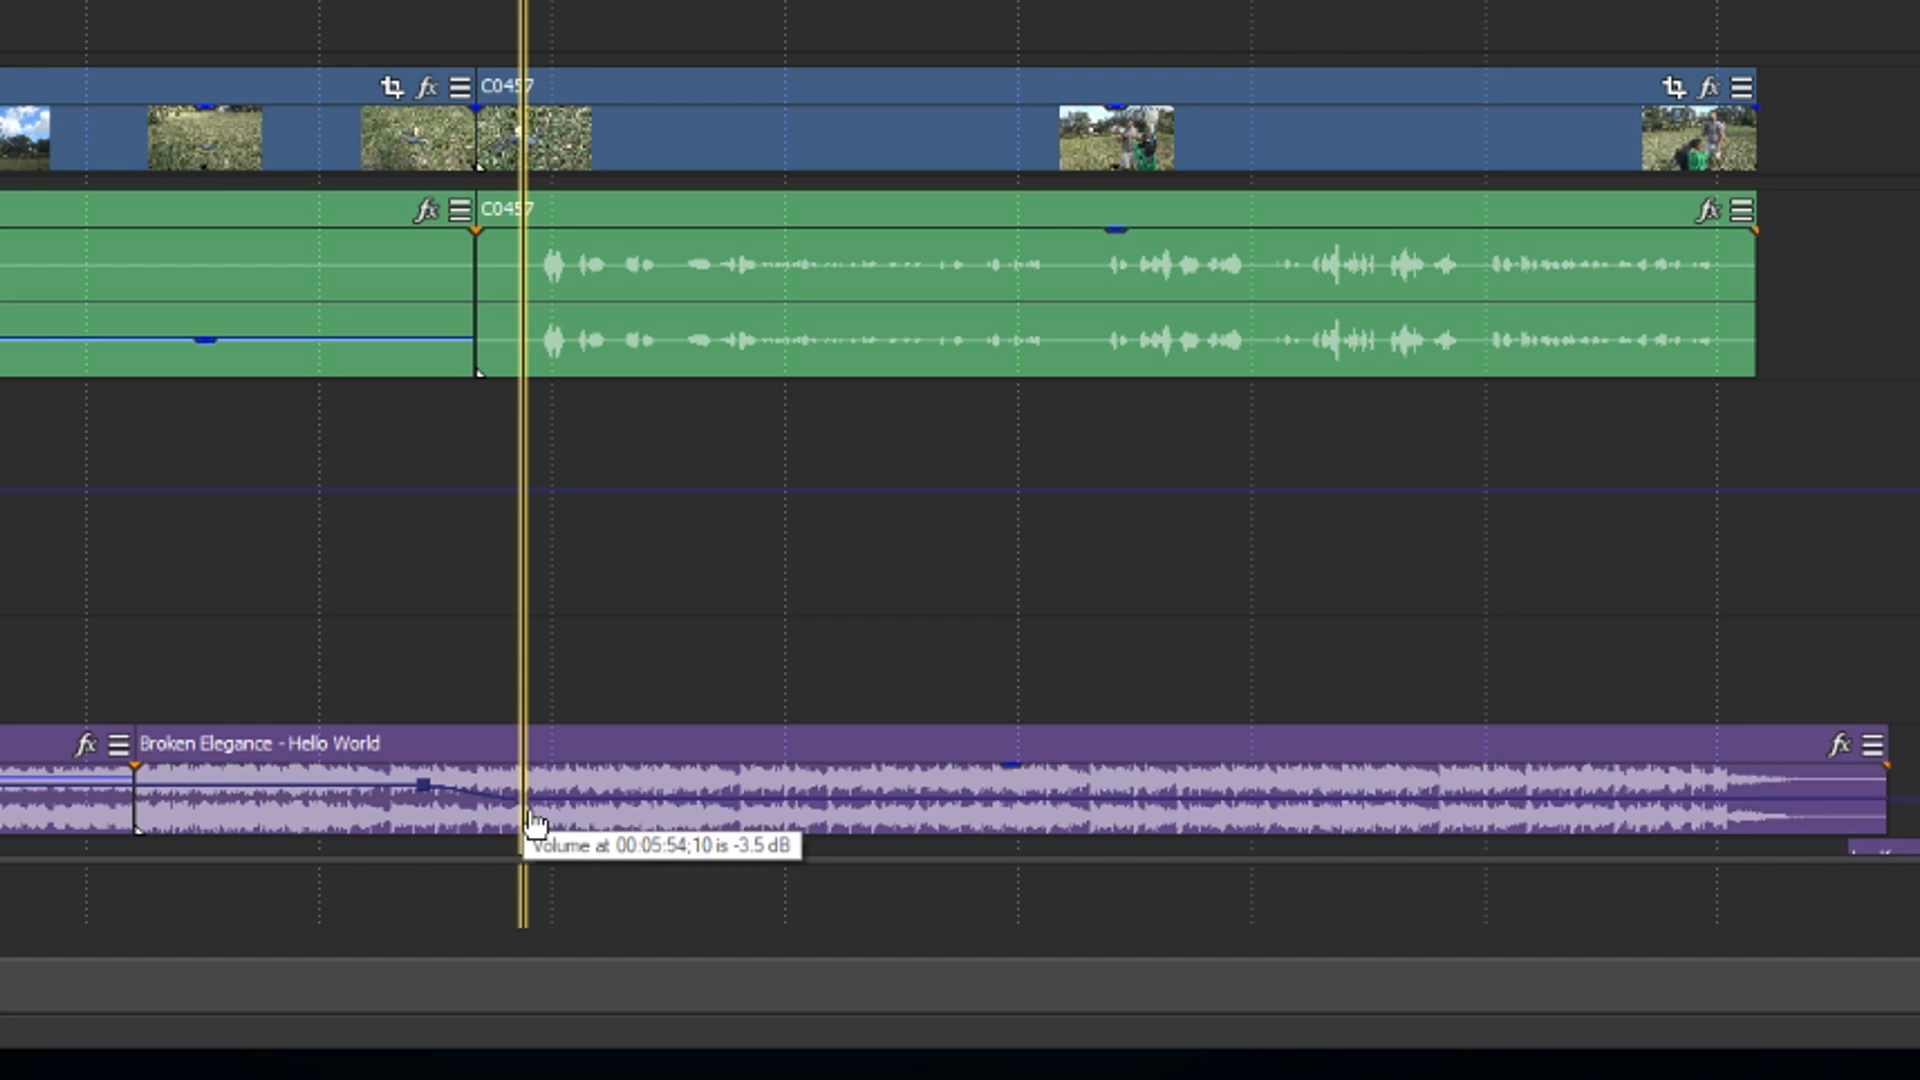 C0457
C0457
Broken Elegance - Hello World
Volume at 00:05:54;10 is -3.5 dB